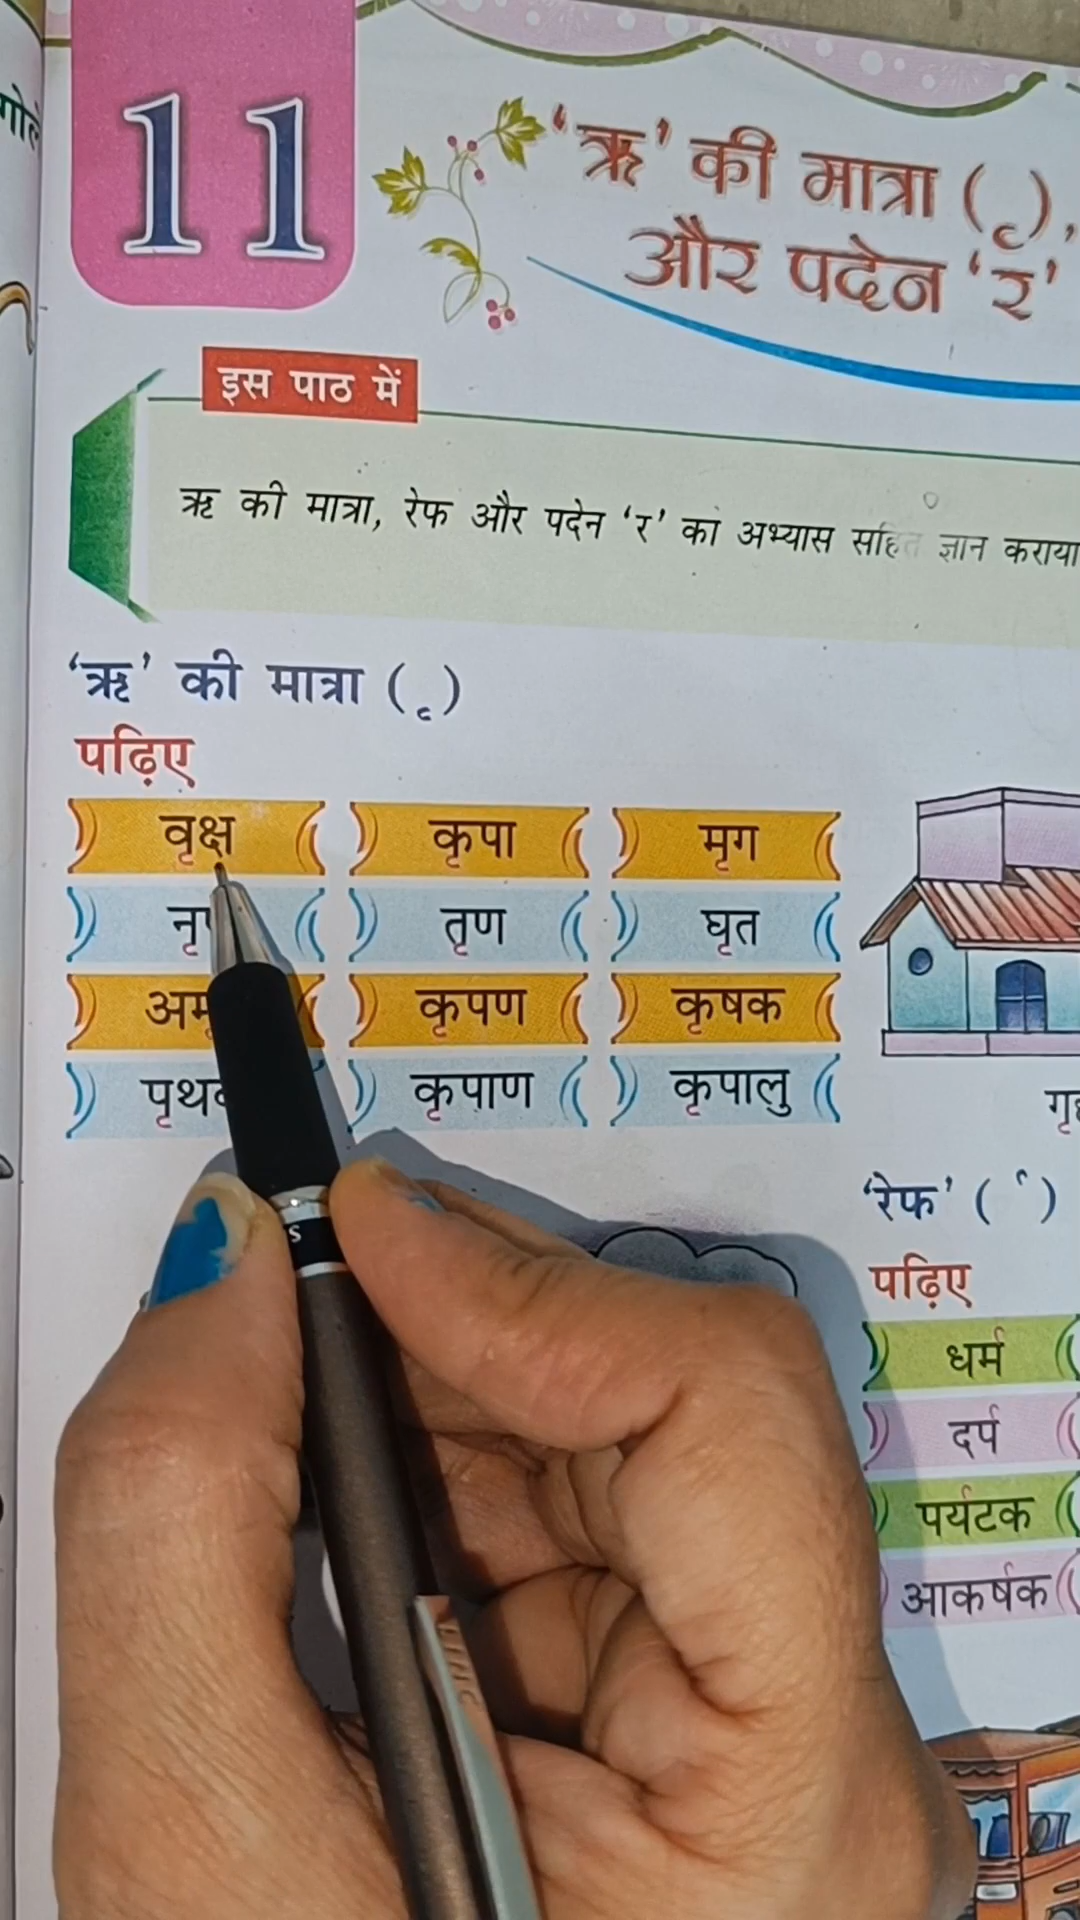 11
'ऋ' की मात्रा ( ृ ),
और पदेन 'र'
इस पाठ में
ऋ की मात्रा, रेफ और पदेन 'र' का अभ्यास सहित ज्ञान कराया
'ऋ' की मात्रा ( ृ )
पढ़िए
वृक्ष कृपा मृग
तृण घृत
कृपण कृषक
कृपाण कृपालु
'रेफ' ( र् )
पढ़िए
धर्म
दर्प
पर्यटक
आकर्षक